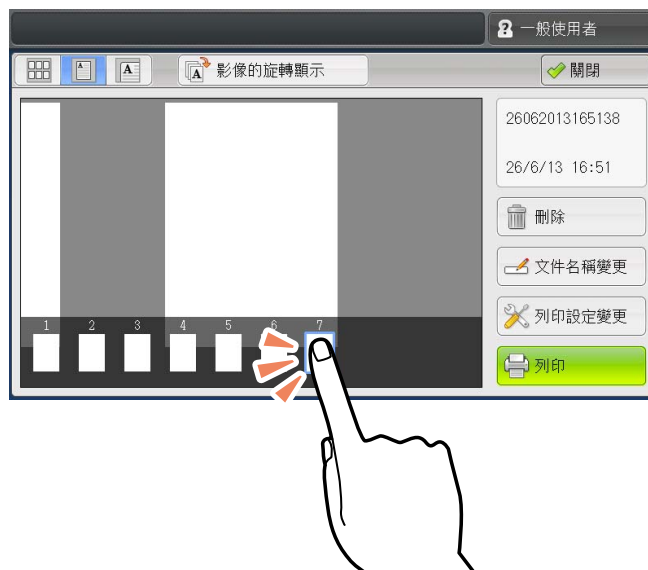 一般使用者
A
A
A
影像的旋轉顯示
關閉
26062013165138
26/6/13 16:51
刪除
文件名稱變更
列印設定變更
列印
1 2 3 4 5 6 7